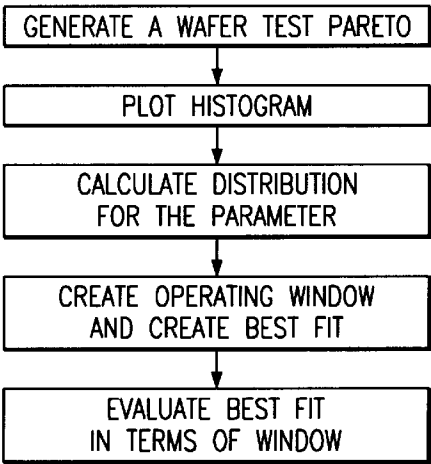 GENERATE A WAFER TEST PARETO
PLOT HISTOGRAM
CALCULATE DISTRIBUTION
FOR THE PARAMETER
CREATE OPERATING WINDOW
AND CREATE BEST FIT
EVALUATE BEST FIT
IN TERMS OF WINDOW